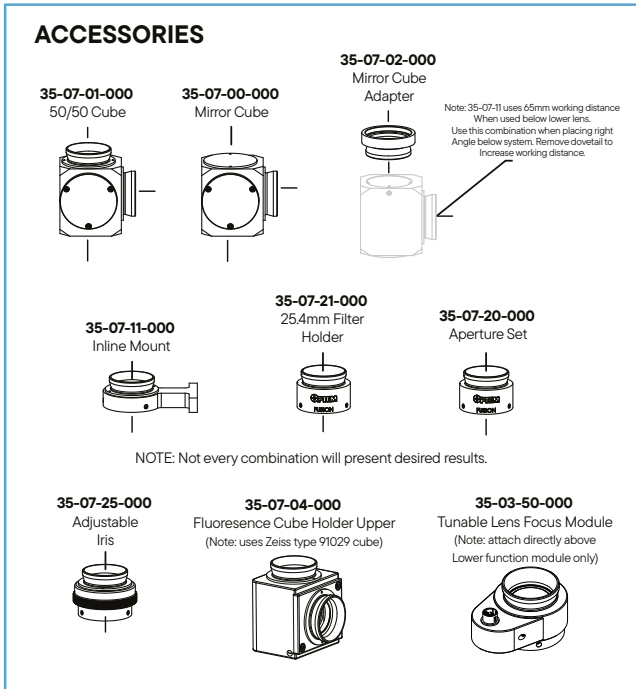 ACCESSORIES
35-07-01-000
50/50 Cube
35-07-00-000
Mirror Cube
35-07-02-000
Mirror Cube
Adapter
Note: 35-07-11 uses 65mm working distance
When used below lower lens.
Use this combination when placing right
Angle below system. Remove dovetail to
Increase working distance.
35-07-11-000
Inline Mount
35-07-21-000
25.4mm Filter
Holder
35-07-20-000
Aperture Set
FUSION
FUSION
NOTE: Not every combination will present desired results.
35-07-25-000
Adjustable
Iris
35-07-04-000
Fluoresence Cube Holder Upper
(Note: uses Zeiss type 91029 cube)
35-03-50-000
Tunable Lens Focus Module
(Note: attach directly above
Lower function module only)